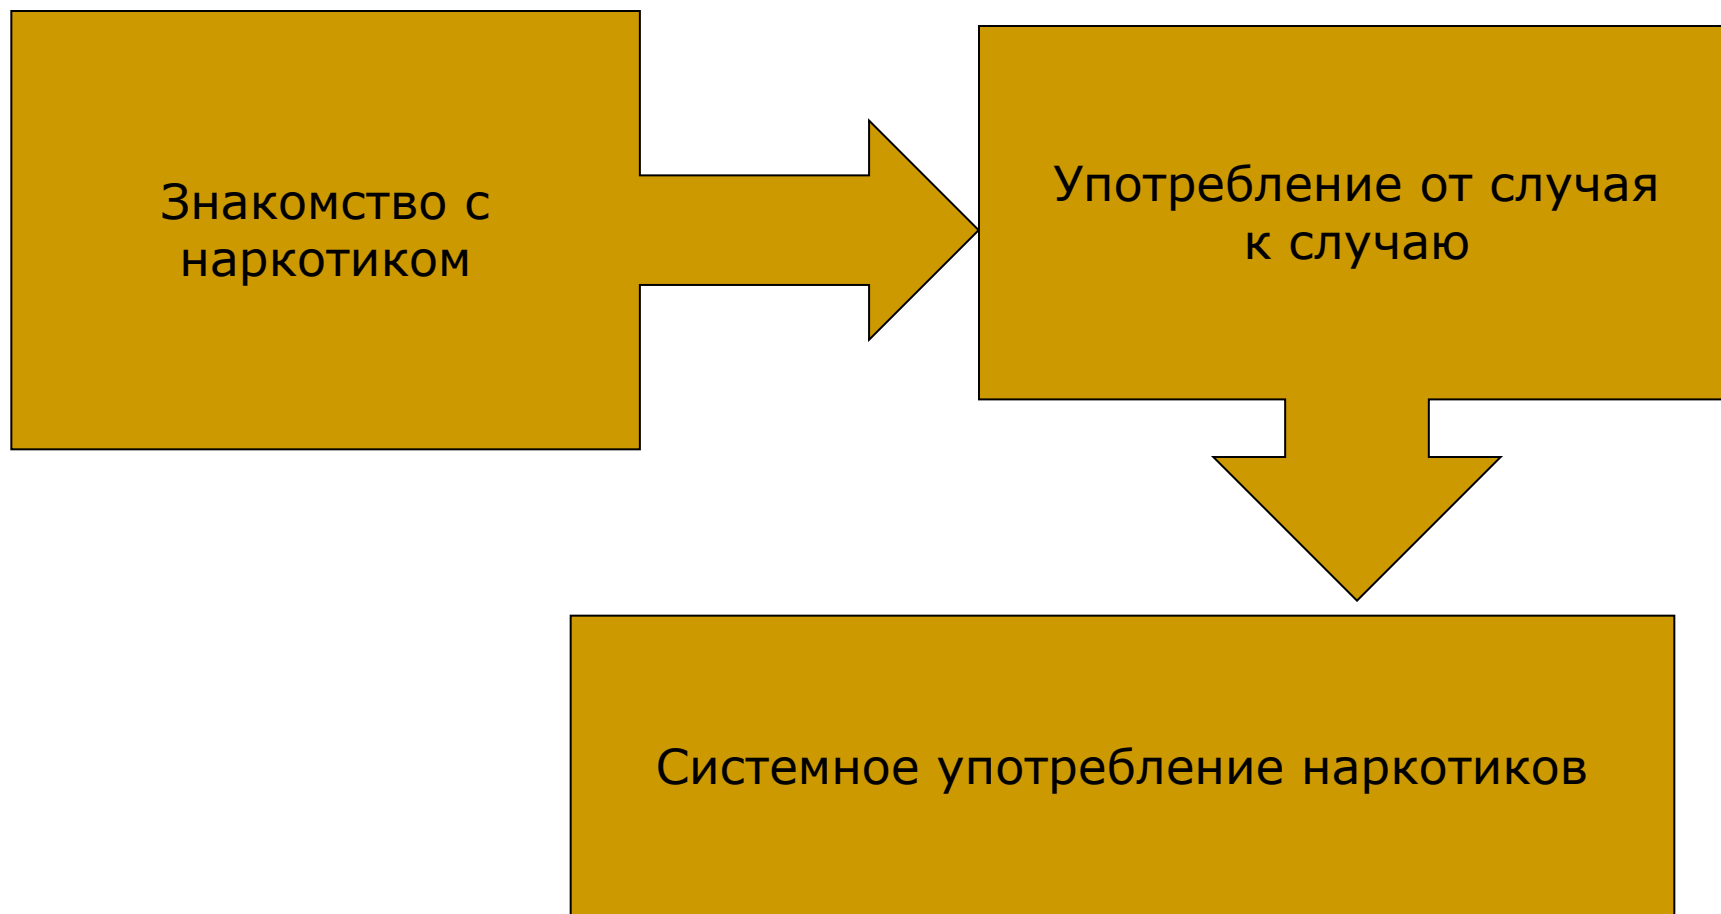 Знакомство с
наркотиком
Употребление от случая
к случаю
Системное употребление наркотиков